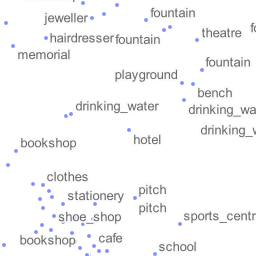 jeweller
fountain
hairdresser
fountain
theatre
memorial
fountain
playground
bench
drinking_water
drinking_wa
drinking_w
hotel
bookshop
clothes
stationery
pitch
pitch
shoe_shop
sports_centr
bookshop
cafe
school